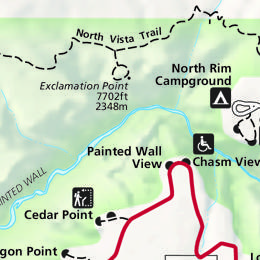 North Vista Trail
Exclamation Point
7702ft
2348m
North Rim
Campground
Painted Wall
View
Chasm View
PAINTED WALL
Cedar Point
gon Point